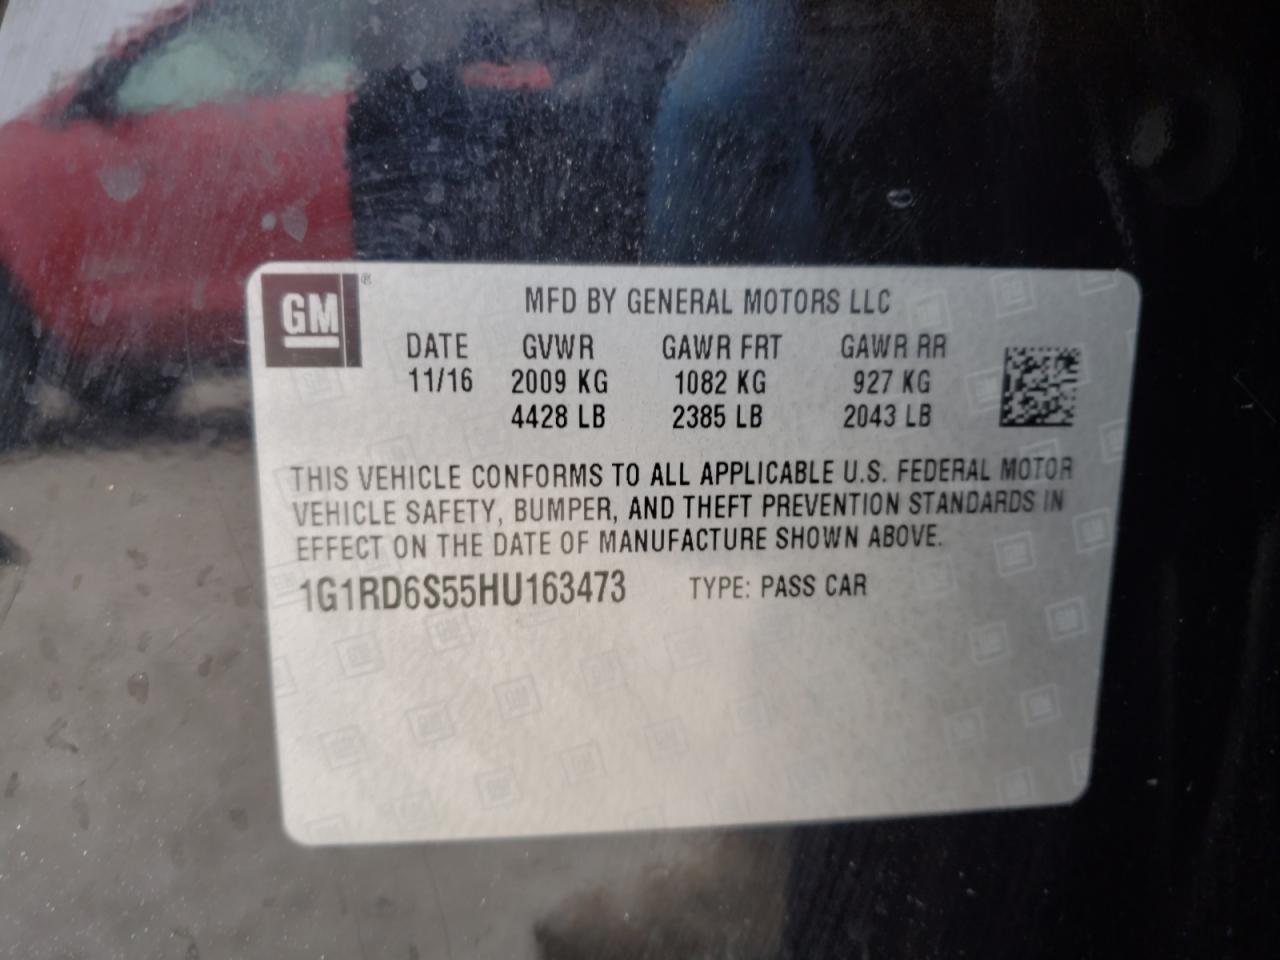 GM ®
MFD BY GENERAL MOTORS LLC
DATE GVWR GAWR FRT GAWR RR
11/16 2009 KG 1082 KG 927 KG
4428 LB 2385 LB 2043 LB
THIS VEHICLE CONFORMS TO ALL APPLICABLE U.S. FEDERAL MOTOR
VEHICLE SAFETY, BUMPER, AND THEFT PREVENTION STANDARDS IN
EFFECT ON THE DATE OF MANUFACTURE SHOWN ABOVE.
1G1RD6S55HU163473 TYPE: PASS CAR